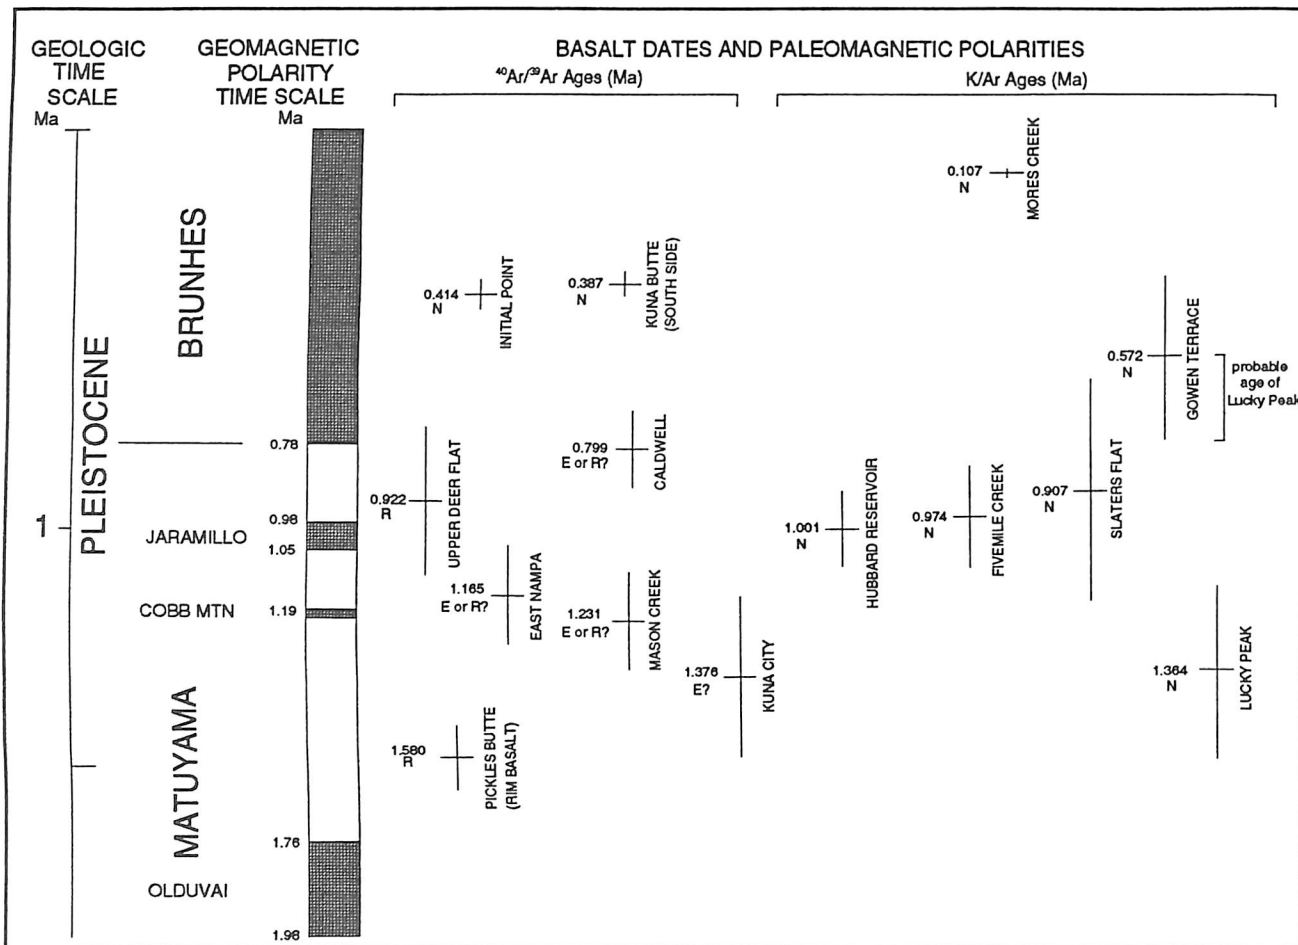 GEOLOGIC
TIME
SCALE
Ma
GEOMAGNETIC
POLARITY
TIME SCALE
Ma
BASALT DATES AND PALEOMAGNETIC POLARITIES
⁴⁰Ar/³⁹Ar Ages (Ma)
K/Ar Ages (Ma)
1
PLEISTOCENE
BRUNHES
MATUYAMA
JARAMILLO
COBB MTN
OLDUVAI
0.78
0.98
1.05
1.19
1.76
1.98
0.922
R
UPPER DEER FLAT
0.414
N
INITIAL POINT
0.387
N
KUNA BUTTE
(SOUTH SIDE)
0.799
E or R?
CALDWELL
1.165
E or R?
EAST NAMPA
1.231
E or R?
MASON CREEK
1.376
E?
KUNA CITY
1.580
R
PICKLES BUTTE
(RIM BASALT)
0.107
N
MORES CREEK
0.572
N
GOWEN TERRACE
probable
age of
Lucky Peak
1.001
N
HUBBARD RESERVOIR
0.974
N
FIVEMILE CREEK
0.907
N
SLATERS FLAT
1.364
N
LUCKY PEAK